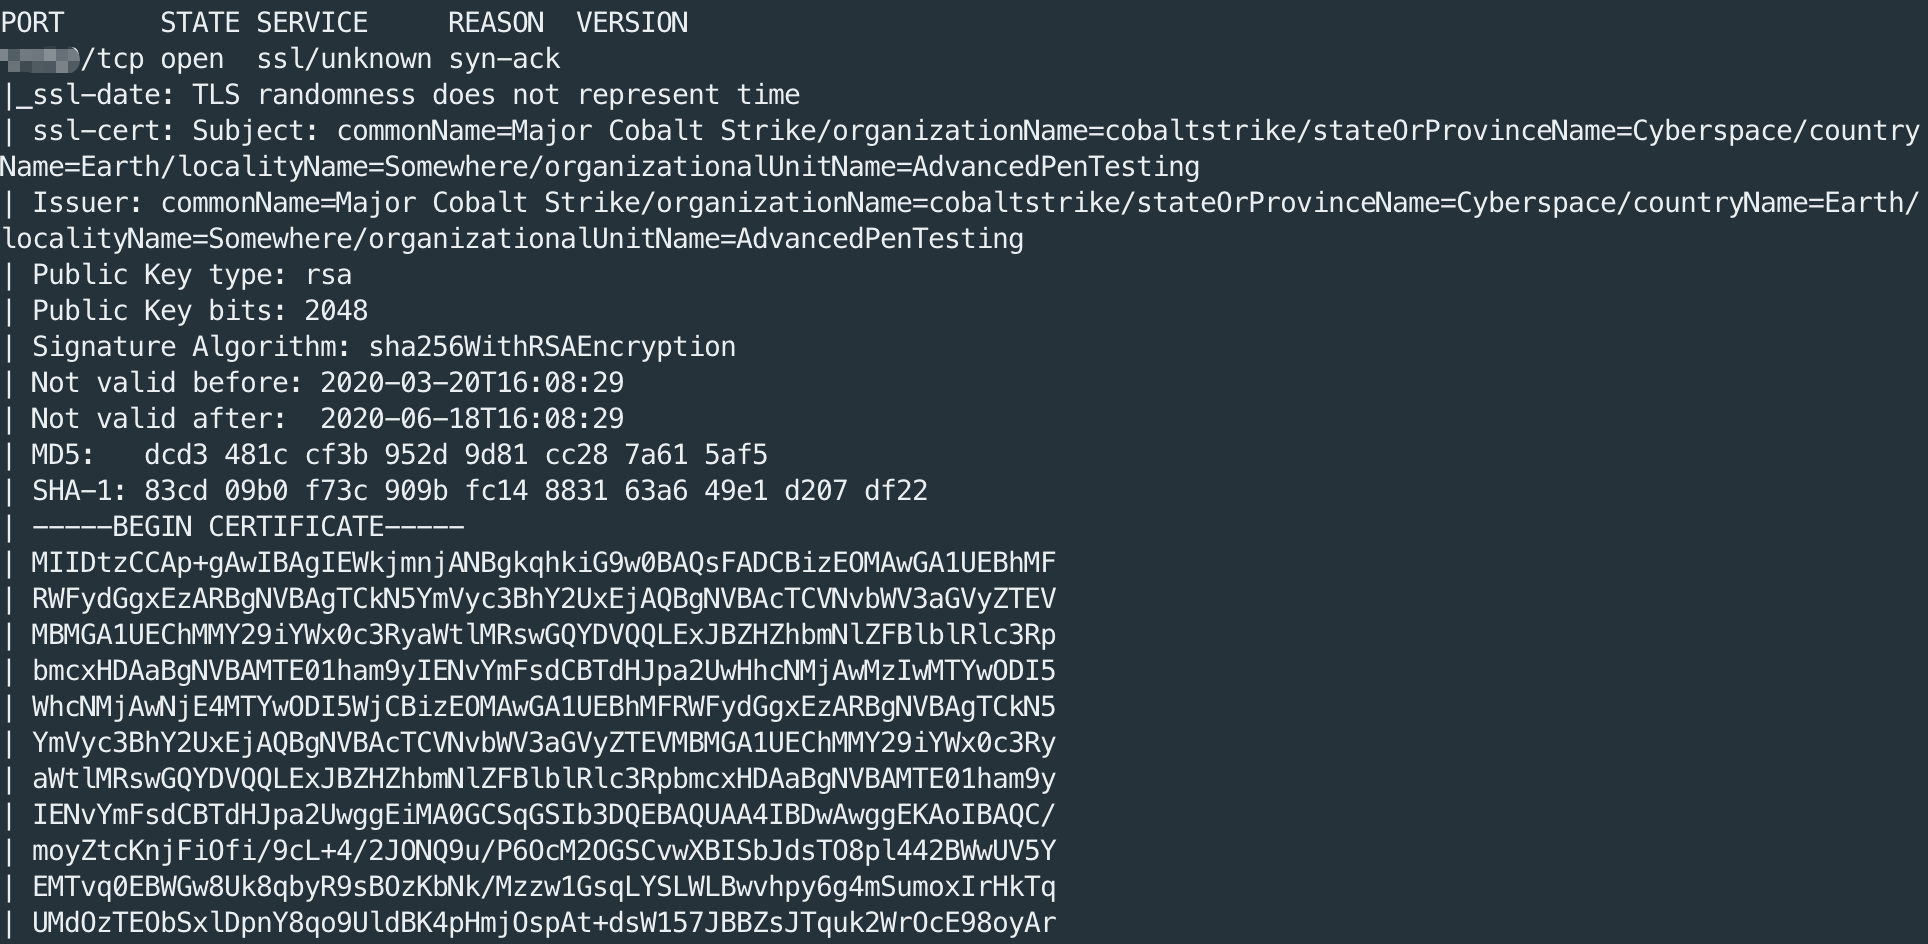 PORT      STATE SERVICE     REASON  VERSION
/tcp open  ssl/unknown syn-ack
|_ssl-date: TLS randomness does not represent time
| ssl-cert: Subject: commonName=Major Cobalt Strike/organizationName=cobaltstrike/stateOrProvinceName=Cyberspace/country
Name=Earth/localityName=Somewhere/organizationalUnitName=AdvancedPenTesting
| Issuer: commonName=Major Cobalt Strike/organizationName=cobaltstrike/stateOrProvinceName=Cyberspace/countryName=Earth/
localityName=Somewhere/organizationalUnitName=AdvancedPenTesting
| Public Key type: rsa
| Public Key bits: 2048
| Signature Algorithm: sha256WithRSAEncryption
| Not valid before: 2020-03-20T16:08:29
| Not valid after:  2020-06-18T16:08:29
| MD5:   dcd3 481c cf3b 952d 9d81 cc28 7a61 5af5
| SHA-1: 83cd 09b0 f73c 909b fc14 8831 63a6 49e1 d207 df22
| -----BEGIN CERTIFICATE-----
| MIIDtzCCAp+gAwIBAgIEWkjmnjANBgkqhkiG9w0BAQsFADCBizEOMAwGA1UEBhMF
| RWFydGgxEzARBgNVBAgTCkN5YmVyc3BhY2UxEjAQBgNVBAcTCVNvbWV3aGVyZTEV
| MBMGA1UEChMMY29iYWx0c3RyaWtlMRswGQYDVQQLExJBZHZhbmNlZFBlblRlc3Rp
| bmcxHDAaBgNVBAMTE01ham9yIENvYmFsdCBTdHJpa2UwHhcNMjAwMzIwMTYwODI5
| WhcNMjAwNjE4MTYwODI5WjCBizEOMAwGA1UEBhMFRWFydGgxEzARBgNVBAgTCkN5
| YmVyc3BhY2UxEjAQBgNVBAcTCVNvbWV3aGVyZTEVMBMGA1UEChMMY29iYWx0c3Ry
| aWtlMRswGQYDVQQLExJBZHZhbmNlZFBlblRlc3RpbmcxHDAaBgNVBAMTE01ham9y
| IENvYmFsdCBTdHJpa2UwggEiMA0GCSqGSIb3DQEBAQUAA4IBDwAwggEKAoIBAQC/
| moyZtcKnjFiOfi/9cL+4/2JONQ9u/P6OcM2OGSCvwXBISbJdsTO8pl442BWwUV5Y
| EMTvq0EBWGw8Uk8qbyR9sBOzKbNk/Mzzw1GsqLYSLWLBwvhpy6g4mSumoxIrHkTq
| UMdOzTEObSxlDpnY8qo9UldBK4pHmjOspAt+dsW157JBBZsJTquk2WrOcE98oyAr